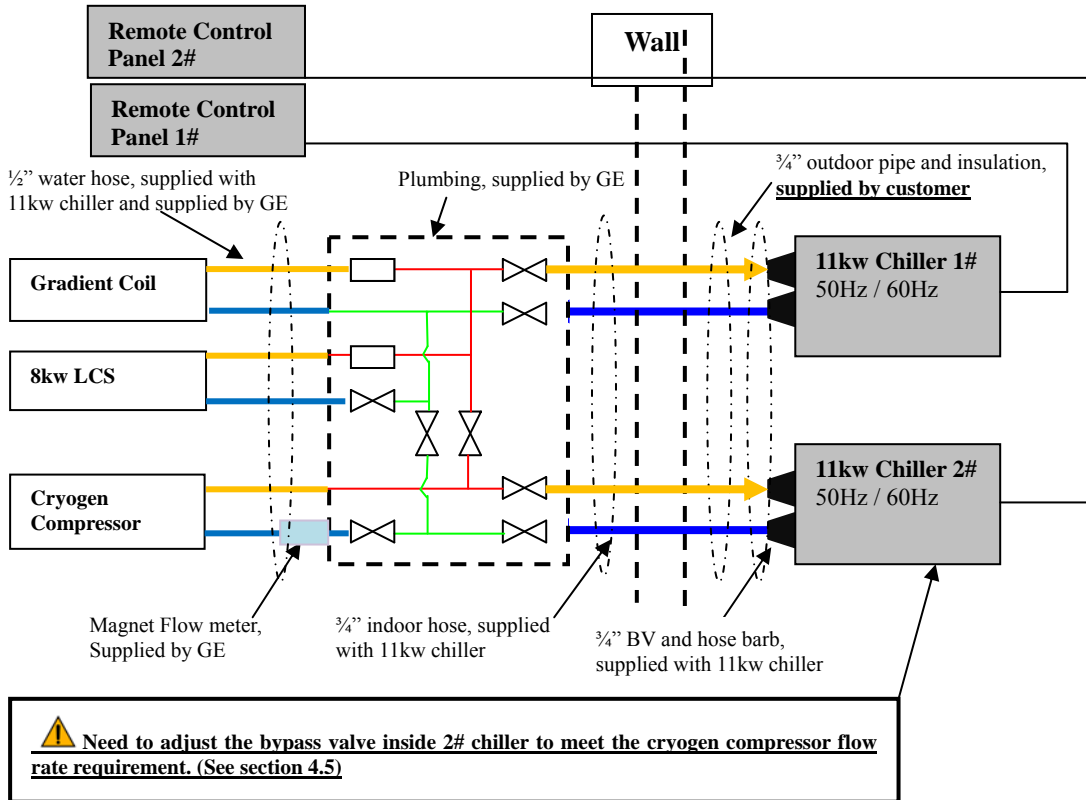 Remote Control
Panel 2#
Wall
Remote Control
Panel 1#
½” water hose, supplied with
11kw chiller and supplied by GE
Plumbing, supplied by GE
¾” outdoor pipe and insulation,
supplied by customer
Gradient Coil
11kw Chiller 1#
50Hz / 60Hz
8kw LCS
Cryogen
Compressor
11kw Chiller 2#
50Hz / 60Hz
Magnet Flow meter,
Supplied by GE
¾” indoor hose, supplied
with 11kw chiller
¾” BV and hose barb,
supplied with 11kw chiller
Need to adjust the bypass valve inside 2# chiller to meet the cryogen compressor flow
rate requirement. (See section 4.5)